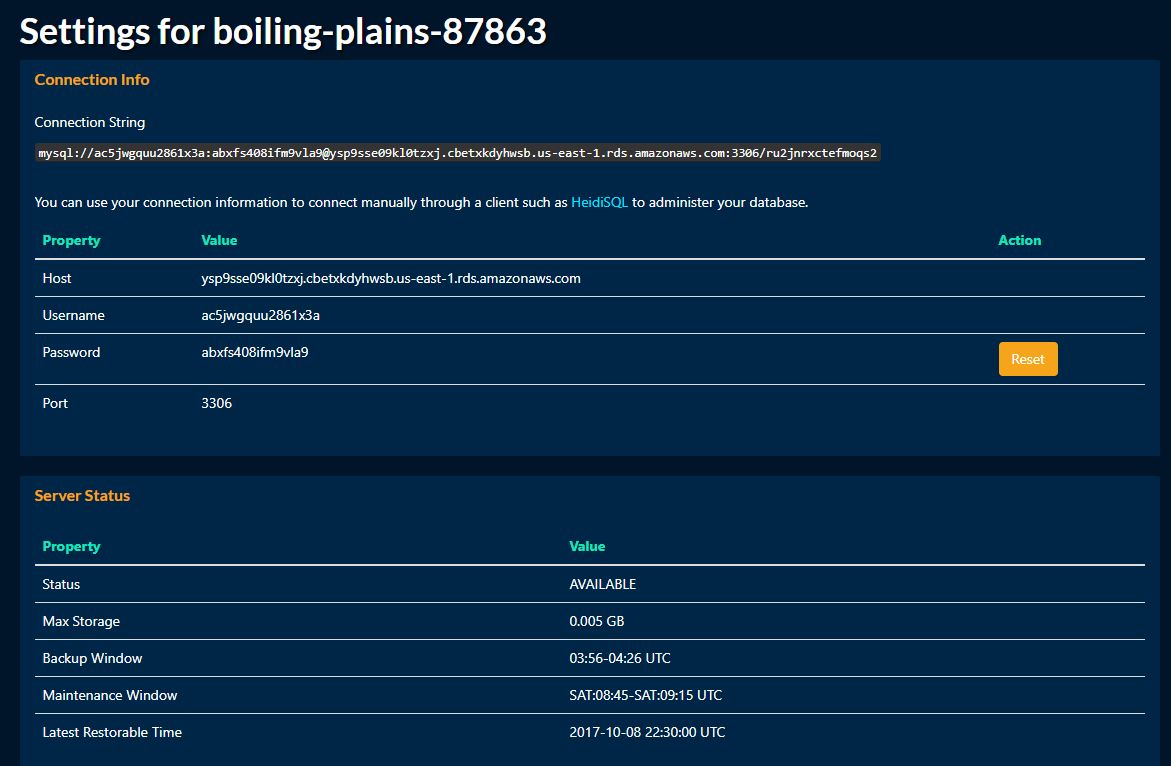 Settings for boiling-plains-87863
Connection Info
Connection String
mysql://ac5jwgquu2861x3a:abxfs408ifm9vla9@ysp9sse09kl0tzxj.cbetxkdyhwsb.us-east-1.rds.amazonaws.com:3306/ru2jnrxctefmoqs2
You can use your connection information to connect manually through a client such as HeidiSQL to administer your database.
Property Value Action
Host ysp9sse09kl0tzxj.cbetxkdyhwsb.us-east-1.rds.amazonaws.com
Username ac5jwgquu2861x3a
Password abxfs408ifm9vla9 Reset
Port 3306
Server Status
Property Value
Status AVAILABLE
Max Storage 0.005 GB
Backup Window 03:56-04:26 UTC
Maintenance Window SAT:08:45-SAT:09:15 UTC
Latest Restorable Time 2017-10-08 22:30:00 UTC